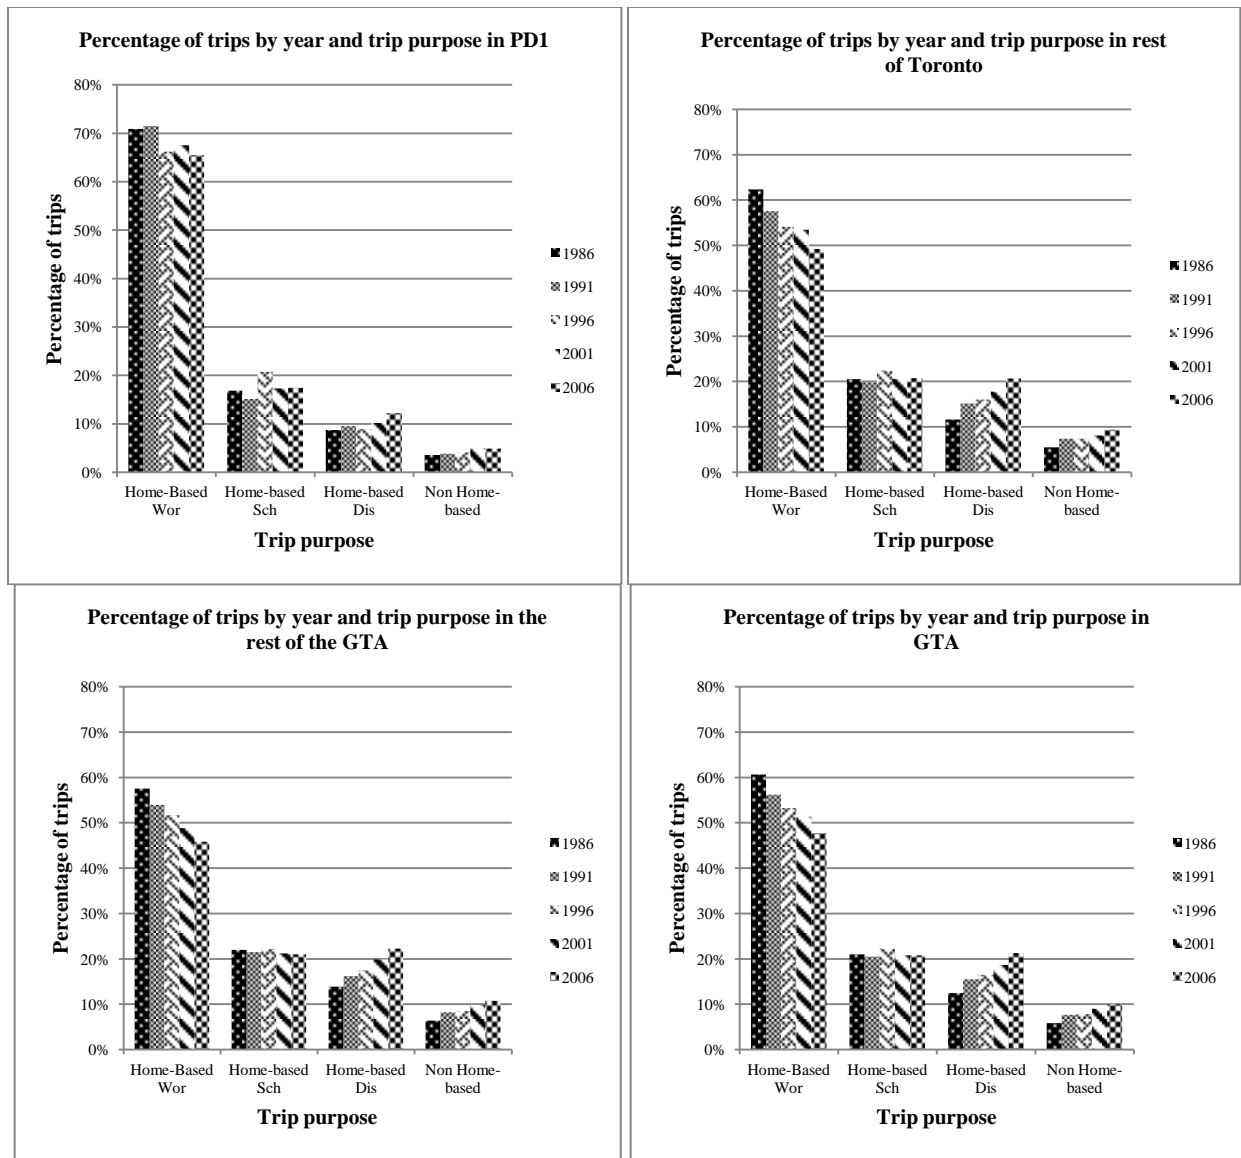 Percentage of trips by year and trip purpose in PD1
80%
70%
60%
50%
40%
30%
20%
10%
0%
Percentage of trips
Home-Based
Wor
Home-based
Sch
Home-based
Dis
Non Home-
based
Trip purpose
1986
1991
1996
2001
2006
Percentage of trips by year and trip purpose in rest
of Toronto
80%
70%
60%
50%
40%
30%
20%
10%
0%
Percentage of trips
Home-Based
Wor
Home-based
Sch
Home-based
Dis
Non Home-
based
Trip purpose
1986
1991
1996
2001
2006
Percentage of trips by year and trip purpose in the
rest of the GTA
80%
70%
60%
50%
40%
30%
20%
10%
0%
Percentage of trips
Home-Based
Wor
Home-based
Sch
Home-based
Dis
Non Home-
based
Trip purpose
1986
1991
1996
2001
2006
Percentage of trips by year and trip purpose in
GTA
80%
70%
60%
50%
40%
30%
20%
10%
0%
Percentage of trips
Home-Based
Wor
Home-based
Sch
Home-based
Dis
Non Home-
based
Trip purpose
1986
1991
1996
2001
2006